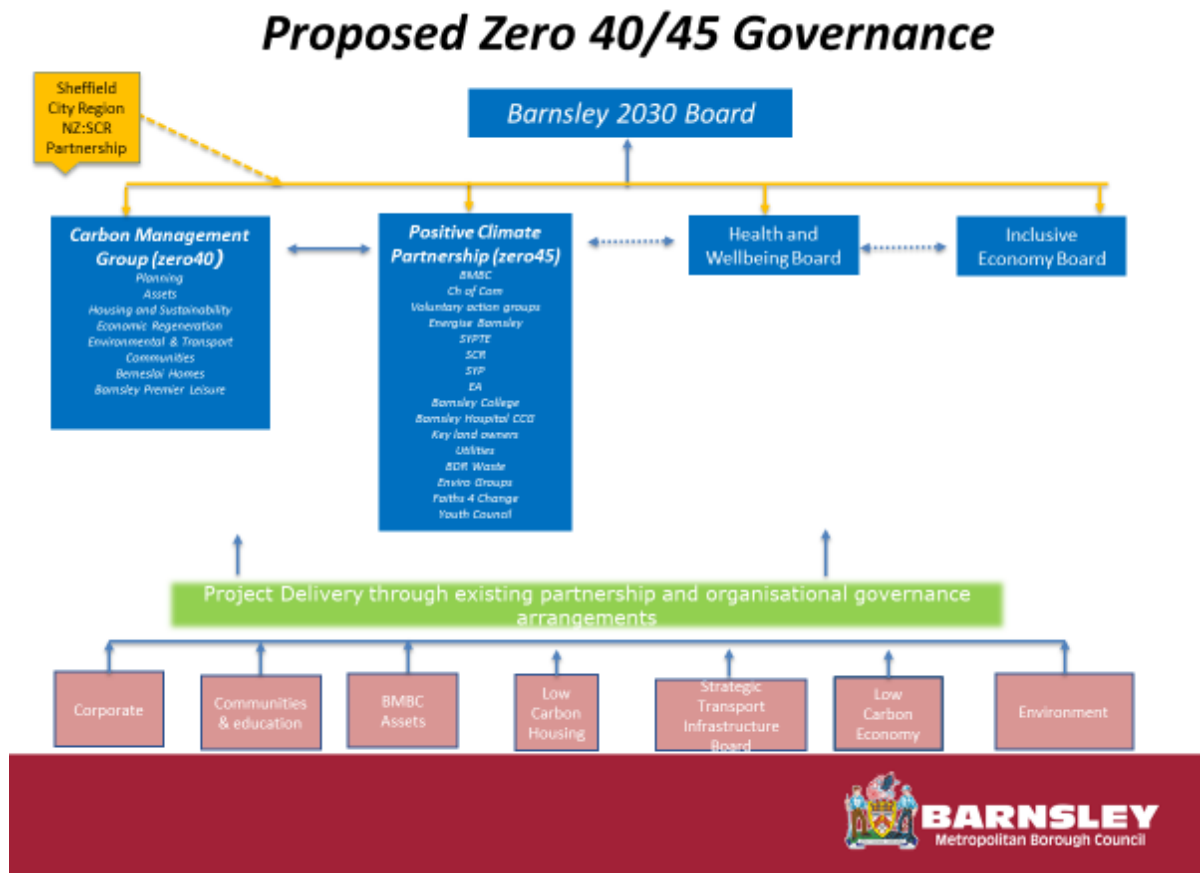 Proposed Zero 40/45 Governance
Sheffield
City Region
NZ:SCR
Partnership
Barnsley 2030 Board
Carbon Management
Group (zero40)
Planning
Assets
Housing and Sustainability
Economic Regeneration
Environmental & Transport
Communities
Berneslai Homes
Barnsley Premier Leisure
Positive Climate
Partnership (zero45)
BMBC
Ch of Com
Voluntary action groups
Energise Barnsley
SYPTE
SCR
SYP
EA
Barnsley College
Barnsley Hospital CCG
Key land owners
Utilities
BDR Waste
Enviro Groups
Faiths 4 Change
Youth Council
Health and
Wellbeing Board
Inclusive
Economy Board
Project Delivery through existing partnership and organisational governance
arrangements
Corporate
Communities
& education
BMBC
Assets
Low
Carbon
Housing
Strategic
Transport
Infrastructure
Board
Low
Carbon
Economy
Environment
BARNSLEY
Metropolitan Borough Council